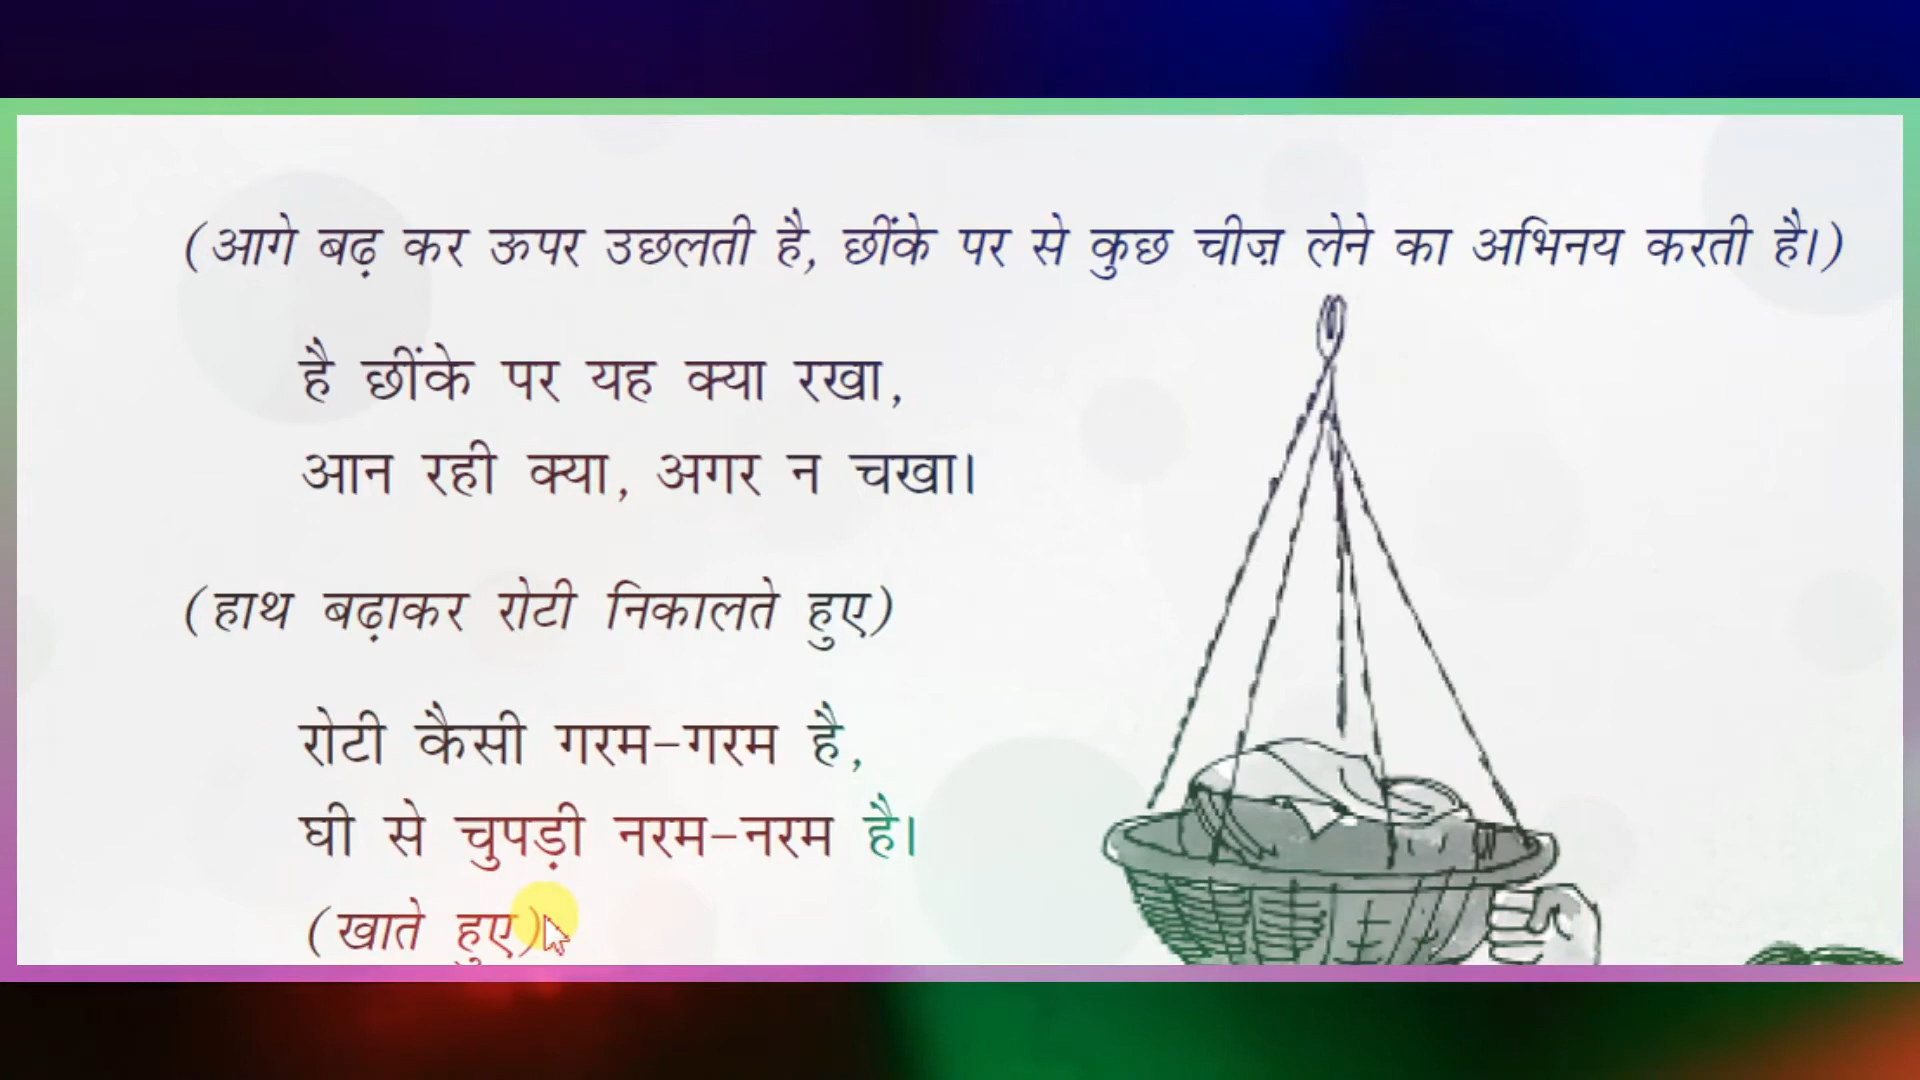 (आगे बढ़ कर ऊपर उछलती है, छींके पर से कुछ चीज़ लेने का अभिनय करती है।)
है छींके पर यह क्या रखा,
आन रही क्या, अगर न चखा।
(हाथ बढ़ाकर रोटी निकालते हुए)
रोटी कैसी गरम-गरम है,
घी से चुपड़ी नरम-नरम है।
(खाते हुए)